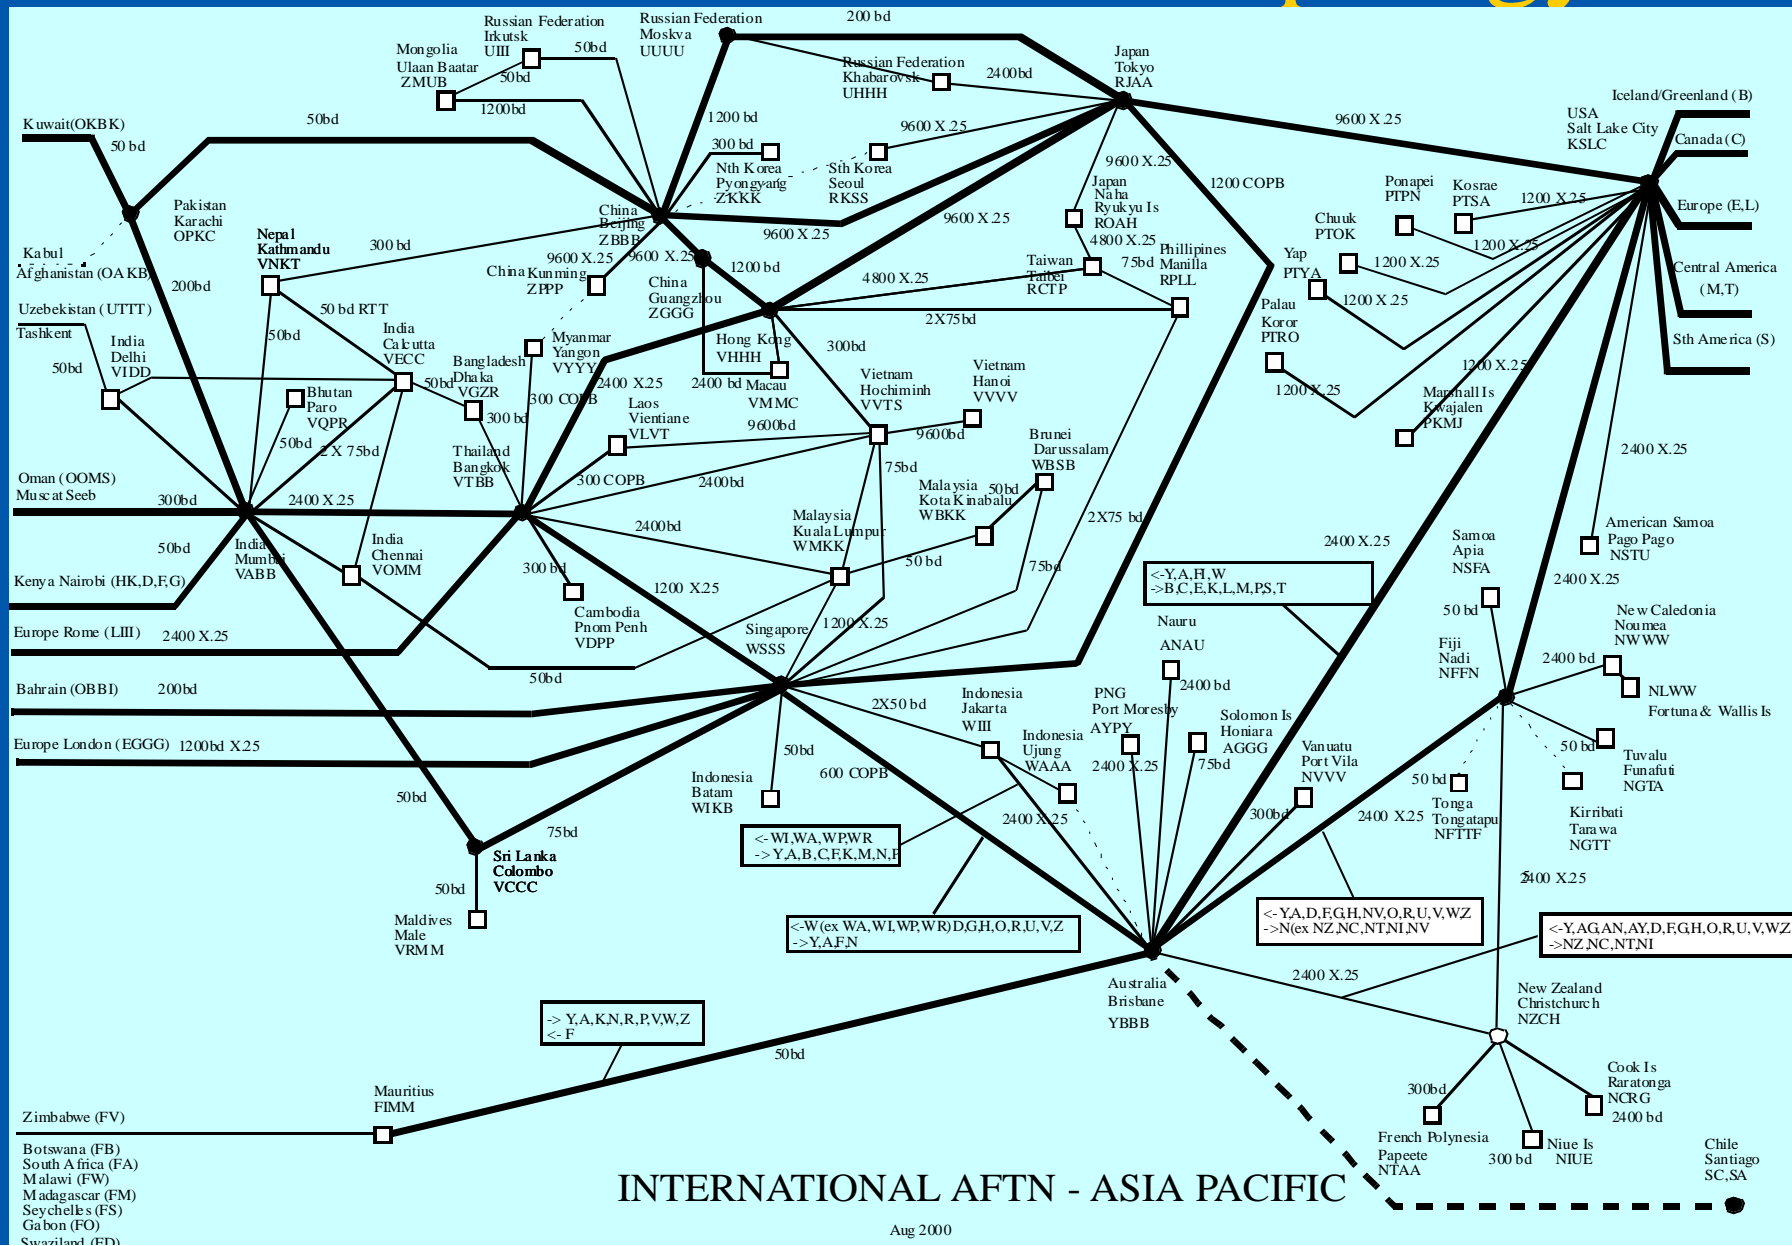 200 bd
Russian Federation
Irkutsk
UIII
Russian Federation
Moskva
UUUU
Mongolia
Ulaan Baatar
ZMUB
50bd
50bd
1200bd
Russian Federation
Khabarovsk
UHHH
2400bd
Japan
Tokyo
RJAA
Iceland/Greenland (B)
USA
Salt Lake City
KSLC
Canada (C)
9600 X.25
Kuwait(OKBK)
50 bd
50bd
1200 bd
300 bd
9600 X.25
Nth Korea
Pyongyang
ZKKK
Sth Korea
Seoul
RKSS
9600 X.25
Japan
Naha
Ryukyu Is
ROAH
1200 COPB
Ponapei
PTPN
Kosrae
PTSA
1200 X.25
Europe (E,L)
Pakistan
Karachi
OPKC
China
Beijing
ZBBB
9600 X.25
9600 X.25
Chuuk
PTOK
1200 X.25
Nepal
Kathmandu
VNKT
300 bd
Kabul
Afghanistan (OAKB)
200bd
9600 X.25
9600 X.25
China Kunming
ZPPP
China
Guangzhou
ZGGG
1200 bd
4800 X.25
4800 X.25
Taiwan
Taibei
RCTP
75bd
Phillipines
Manilla
RPLL
Yap
PTYA
1200 X.25
Central America
(M,T)
Uzebekistan (UTTT)
Tashkent
50 bd RTT
50bd
India
Delhi
VIDD
50bd
India
Calcutta
VECC
Bangladesh
Dhaka
VGZR
50bd
Myanmar
Yangon
VYYY
Hong Kong
VHHH
2X75bd
300bd
1200 X.25
Palau
Koror
PTRO
Sth America (S)
2400 X.25
2400 bd
Macau
VMMC
Vietnam
Hochiminh
VVTS
Vietnam
Hanoi
VVVV
1200 X.25
1200 X.25
Bhutan
Paro
VQPR
300 COPB
300 bd
Laos
Vientiane
VLVT
9600bd
9600bd
Marshall Is
Kwajalen
PKMJ
50bd
2 X 75bd
Thailand
Bangkok
VTBB
Brunei
Darussalam
WBSB
2400 X.25
Oman (OOMS)
Muscat Seeb
300bd
2400 X.25
300 COPB
2400bd
75bd
Malaysia
Kota Kinabalu
WBKK
50bd
2X75 bd
Malaysia
Kuala Lumpur
WMKK
2400bd
American Samoa
Pago Pago
NSTU
50bd
India
Mumbai
VABB
India
Chennai
VOMM
300 bd
50 bd
75bd
2400 X.25
Samoa
Apia
NSFA
Kenya Nairobi (HK,D,F,G)
1200 X.25
<-Y,A,H,W
->B,C,E,K,L,M,P,S,T
2400 X.25
Cambodia
Pnom Penh
VDPP
50 bd
New Caledonia
Noumea
NWWW
Europe Rome (LIII)
2400 X.25
Singapore
WSSS
1200 X.25
Nauru
ANAU
Fiji
Nadi
NFFN
2400 bd
Bahrain (OBBI)
200bd
50bd
2X50 bd
Indonesia
Jakarta
WIII
PNG
Port Moresby
AYPY
2400 bd
NLWW
Fortuna & Wallis Is
Solomon Is
Honiara
AGGG
Europe London (EGGG)
1200bd X.25
50bd
600 COPB
Indonesia
Ujung
WAAA
2400 X.25
75bd
Vanuatu
Port Vila
NVVV
50 bd
Tuvalu
Funafuti
NGTA
Indonesia
Batam
WIKB
50bd
75bd
50 bd
Tonga
Tongatapu
NFTTF
Kirribati
Tarawa
NGTT
2400 X.25
300bd
2400 X.25
<-WI,WA,WP,WR
->Y,A,B,C,F,K,M,N,P
Sri Lanka
Colombo
VCCC
50bd
2400 X.25
Maldives
Male
VRMM
<-W(ex WA,WI,WP,WR)D,G,H,O,R,U,V,Z
->Y,A,F,N
<-Y,A,D,F,G,H,NV,O,R,U,V,W,Z
->N(ex NZ,NC,NT,NI,NV
<-Y,AG,AN,AY,D,F,G,H,O,R,U,V,W,Z
->NZ,NC,NT,NI
2400 X.25
Australia
Brisbane
YBBB
New Zealand
Christchurch
NZCH
-> Y,A,K,N,R,P,V,W,Z
<- F
50bd
Mauritius
FIMM
Cook Is
Raratonga
NCRG
2400 bd
300bd
Zimbabwe (FV)
French Polynesia
Papeete
NTAA
300 bd
Niue Is
NIUE
Chile
Santiago
SC,SA
Botswana (FB)
South Africa (FA)
Malawi (FW)
Madagascar (FM)
Seychelles (FS)
Gabon (FO)
Swaziland (FD)
INTERNATIONAL AFTN - ASIA PACIFIC
Aug 2000